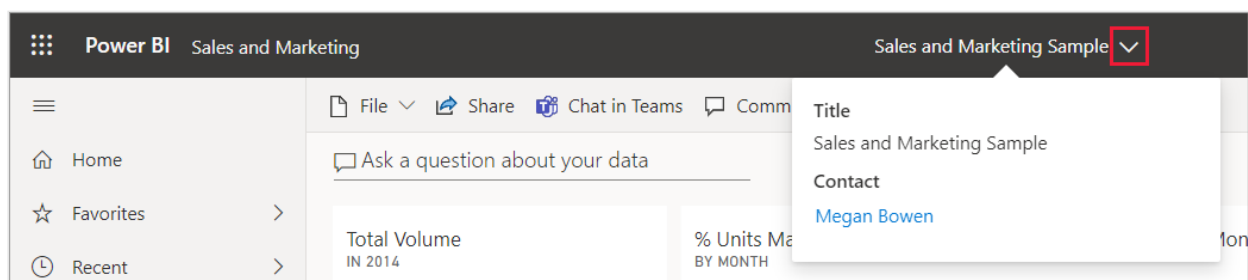 Power BI Sales and Marketing
Sales and Marketing Sample
File Share Chat in Teams
Title
Sales and Marketing Sample
Contact
Megan Bowen
Home
Ask a question about your data
Favorites
Recent
Total Volume
IN 2014
% Units
BY MONTH